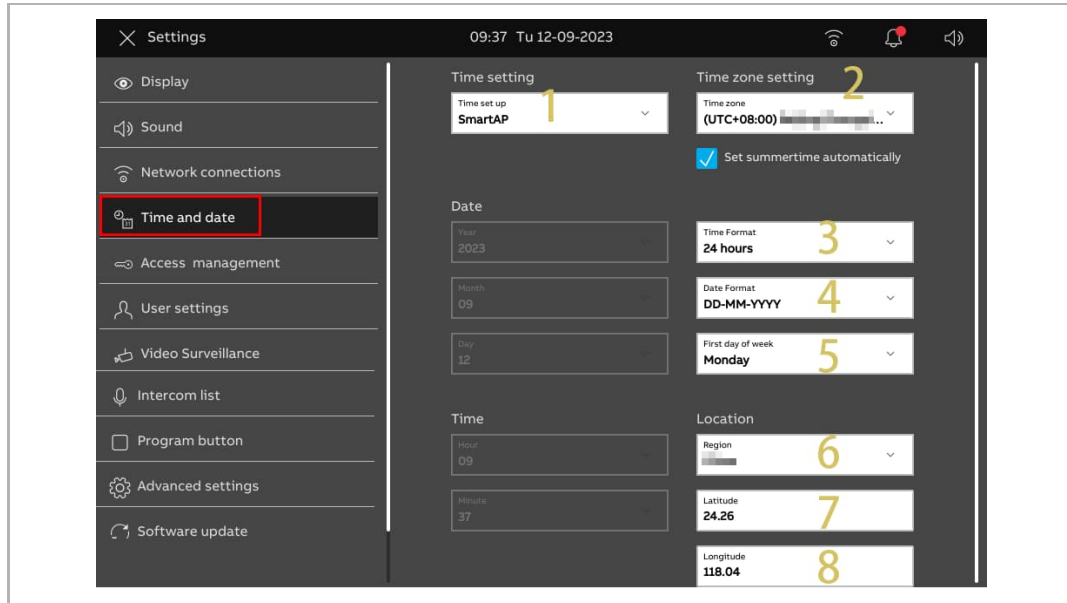 Settings
09:37 Tu 12-09-2023
Display
Sound
Network connections
Time and date
Access management
User settings
Video Surveillance
Intercom list
Program button
Advanced settings
Software update
Time setting
Time set up
SmartAP
1
Date
Year
2023
Month
09
Day
12
Time
Hour
09
Minute
37
Time zone setting
2
Time zone
(UTC+08:00) ...
Set summertime automatically
Time Format
24 hours
3
Date Format
DD-MM-YYYY
4
First day of week
Monday
5
Location
Region
6
Latitude
24.26
7
Longitude
118.04
8